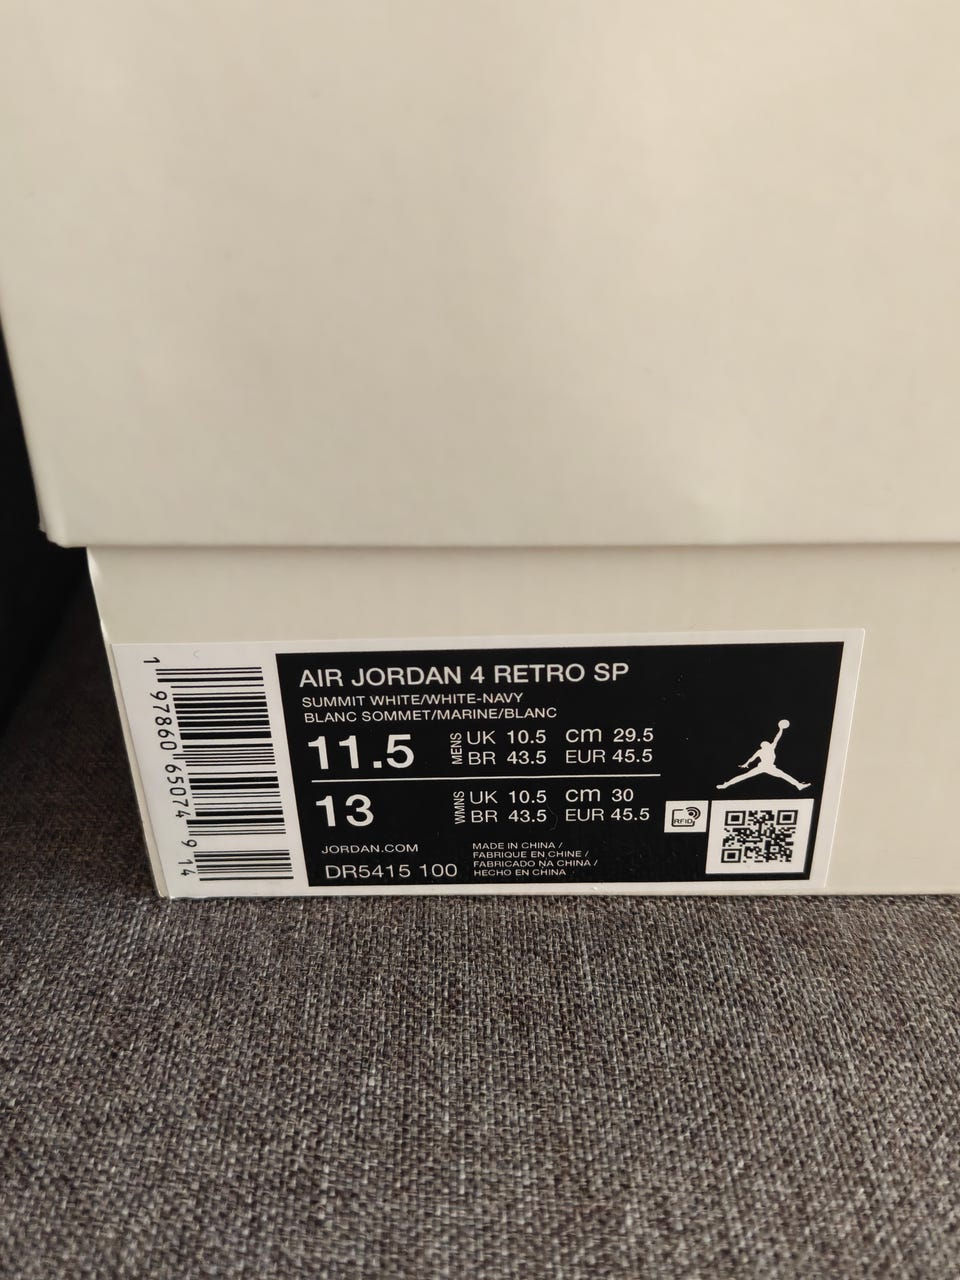 1 97860 65074 9 14
AIR JORDAN 4 RETRO SP
SUMMIT WHITE/WHITE-NAVY
BLANC SOMMET/MARINE/BLANC
11.5 MENS UK 10.5 CM 29.5
BR 43.5 EUR 45.5
13 WMNS UK 10.5 CM 30
BR 43.5 EUR 45.5
RFID
JORDAN.COM
DR5415 100
MADE IN CHINA /
FABRIQUE EN CHINE /
FABRICADO NA CHINA /
HECHO EN CHINA